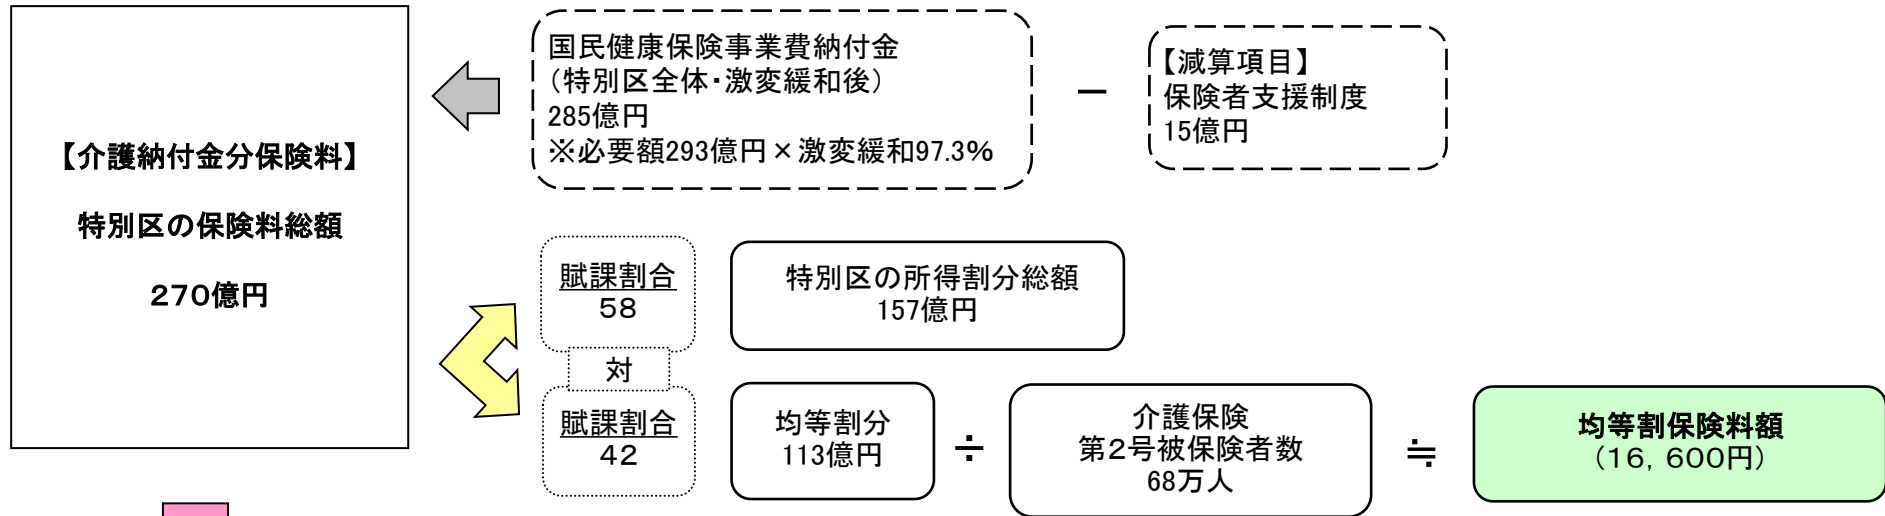 【介護納付金分保険料】
特別区の保険料総額
270億円
国民健康保険事業費納付金
(特別区全体・激変緩和後)
285億円
※必要額293億円×激変緩和97.3%
－
【減算項目】
保険者支援制度
15億円
賦課割合
58
特別区の所得割分総額
157億円
対
賦課割合
42
均等割分
113億円
÷
介護保険
第2号被保険者数
68万人
≒
均等割保険料額
(16,600円)